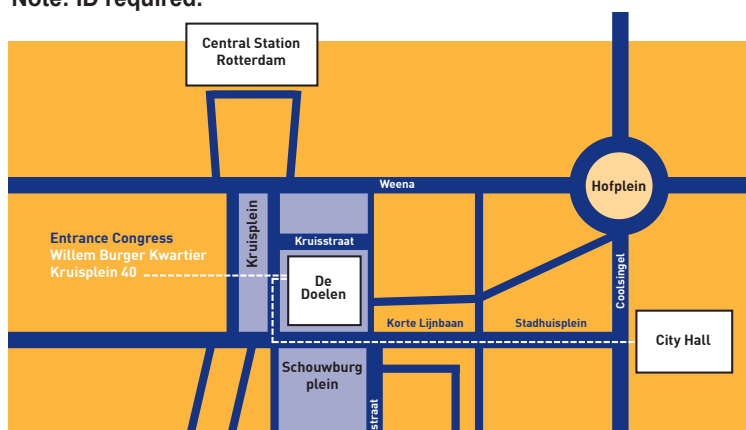 Note: ID required.
Central Station
Rotterdam
Weena
Hofplein
Kruisplein
Kruisstraat
Entrance Congress
Willem Burger Kwartier
Kruisplein 40
De
Doelen
Coolsingel
Korte Lijnbaan
Stadhuisplein
City Hall
Schouwburg
plein
straat